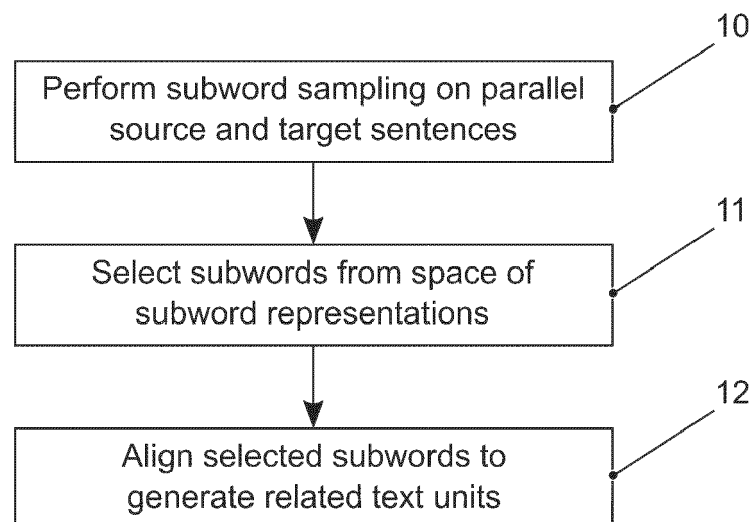 10
Perform subword sampling on parallel
source and target sentences
11
Select subwords from space of
subword representations
12
Align selected subwords to
generate related text units